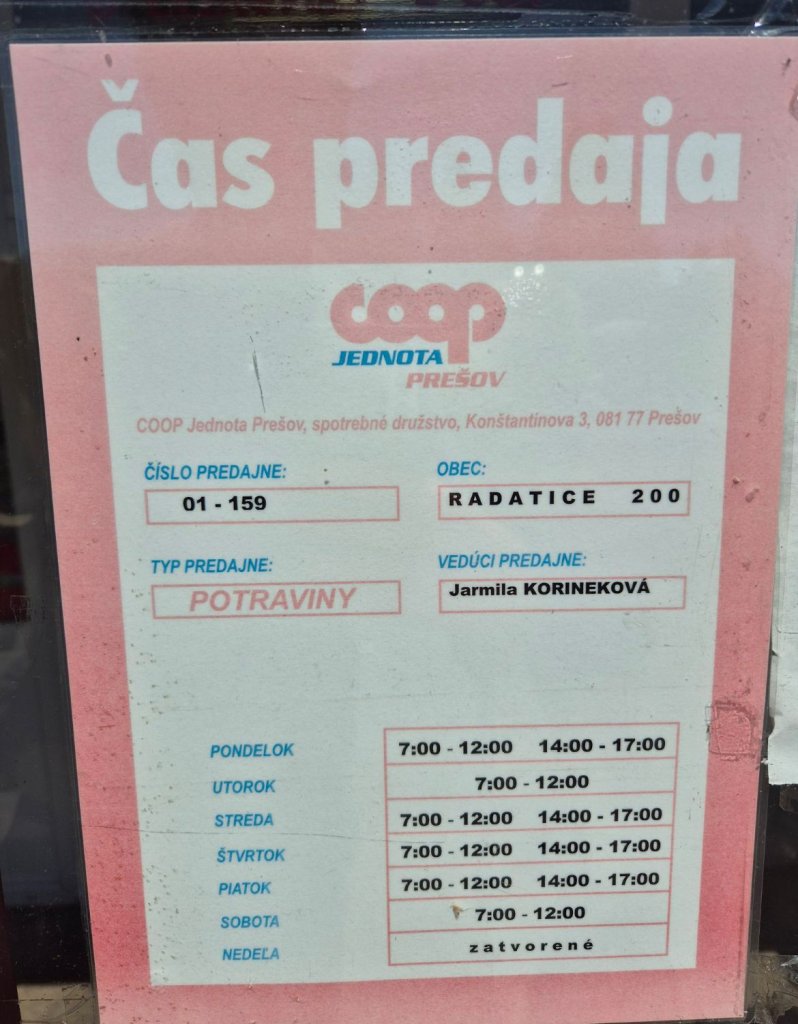 Čas predaja
coop
JEDNOTA
PREŠOV
COOP Jednota Prešov, spotrebné družstvo, Konštantínova 3, 081 77 Prešov
ČÍSLO PREDAJNE: OBEC:
01 - 159 RADATICE 200
TYP PREDAJNE: VEDÚCI PREDAJNE:
POTRAVINY Jarmila KORINEKOVÁ
PONDELOK 7:00 - 12:00 14:00 - 17:00
UTOROK 7:00 - 12:00
STREDA 7:00 - 12:00 14:00 - 17:00
ŠTVRTOK 7:00 - 12:00 14:00 - 17:00
PIATOK 7:00 - 12:00 14:00 - 17:00
SOBOTA 7:00 - 12:00
NEDEĽA zatvorené